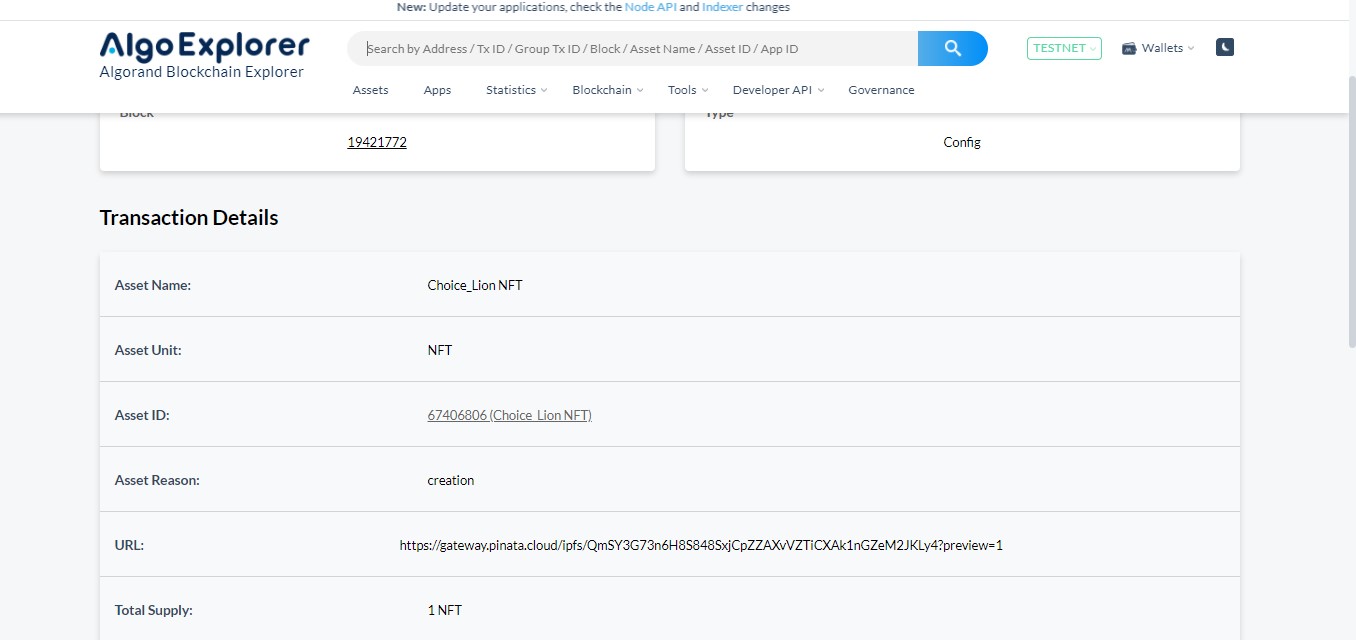 New: Update your applications, check the Node API and Indexer changes
AlgoExplorer
Algorand Blockchain Explorer
Search by Address / Tx ID / Group Tx ID / Block / Asset Name / Asset ID / App ID
TESTNET
Wallets
Assets Apps Statistics Blockchain Tools Developer API Governance
Block Type
19421772 Config
Transaction Details
Asset Name: Choice_Lion NFT
Asset Unit: NFT
Asset ID: 67406806 (Choice_Lion NFT)
Asset Reason: creation
URL: https://gateway.pinata.cloud/ipfs/QmSY3G73n6H8S848SxjCpZZAXvVZTiCXAk1nGZeM2JKLy4?preview=1
Total Supply: 1 NFT